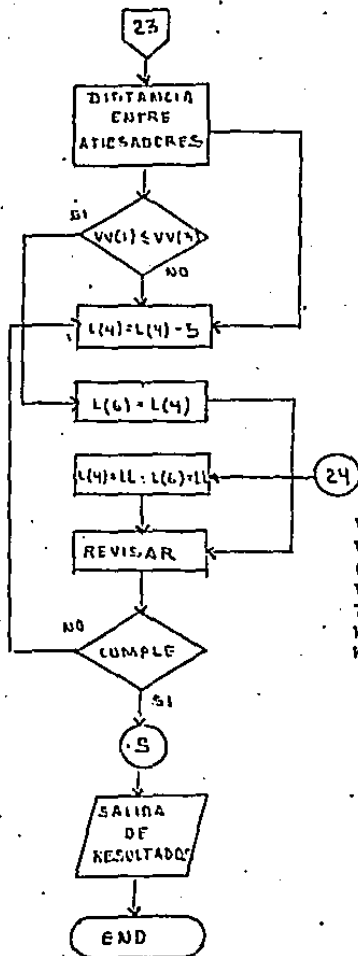 23
DISTANCIA
ENTRE
ATIESADORES
SI
VV(1) ≤ VV(3)
NO
L(4)=L(4)-5
L(6)=L(4)
L(4)=LL:L(6)=LL
24
REVISAR
NO
CUMPLE
SI
S
SALIDA
DE
RESULTADOS
END